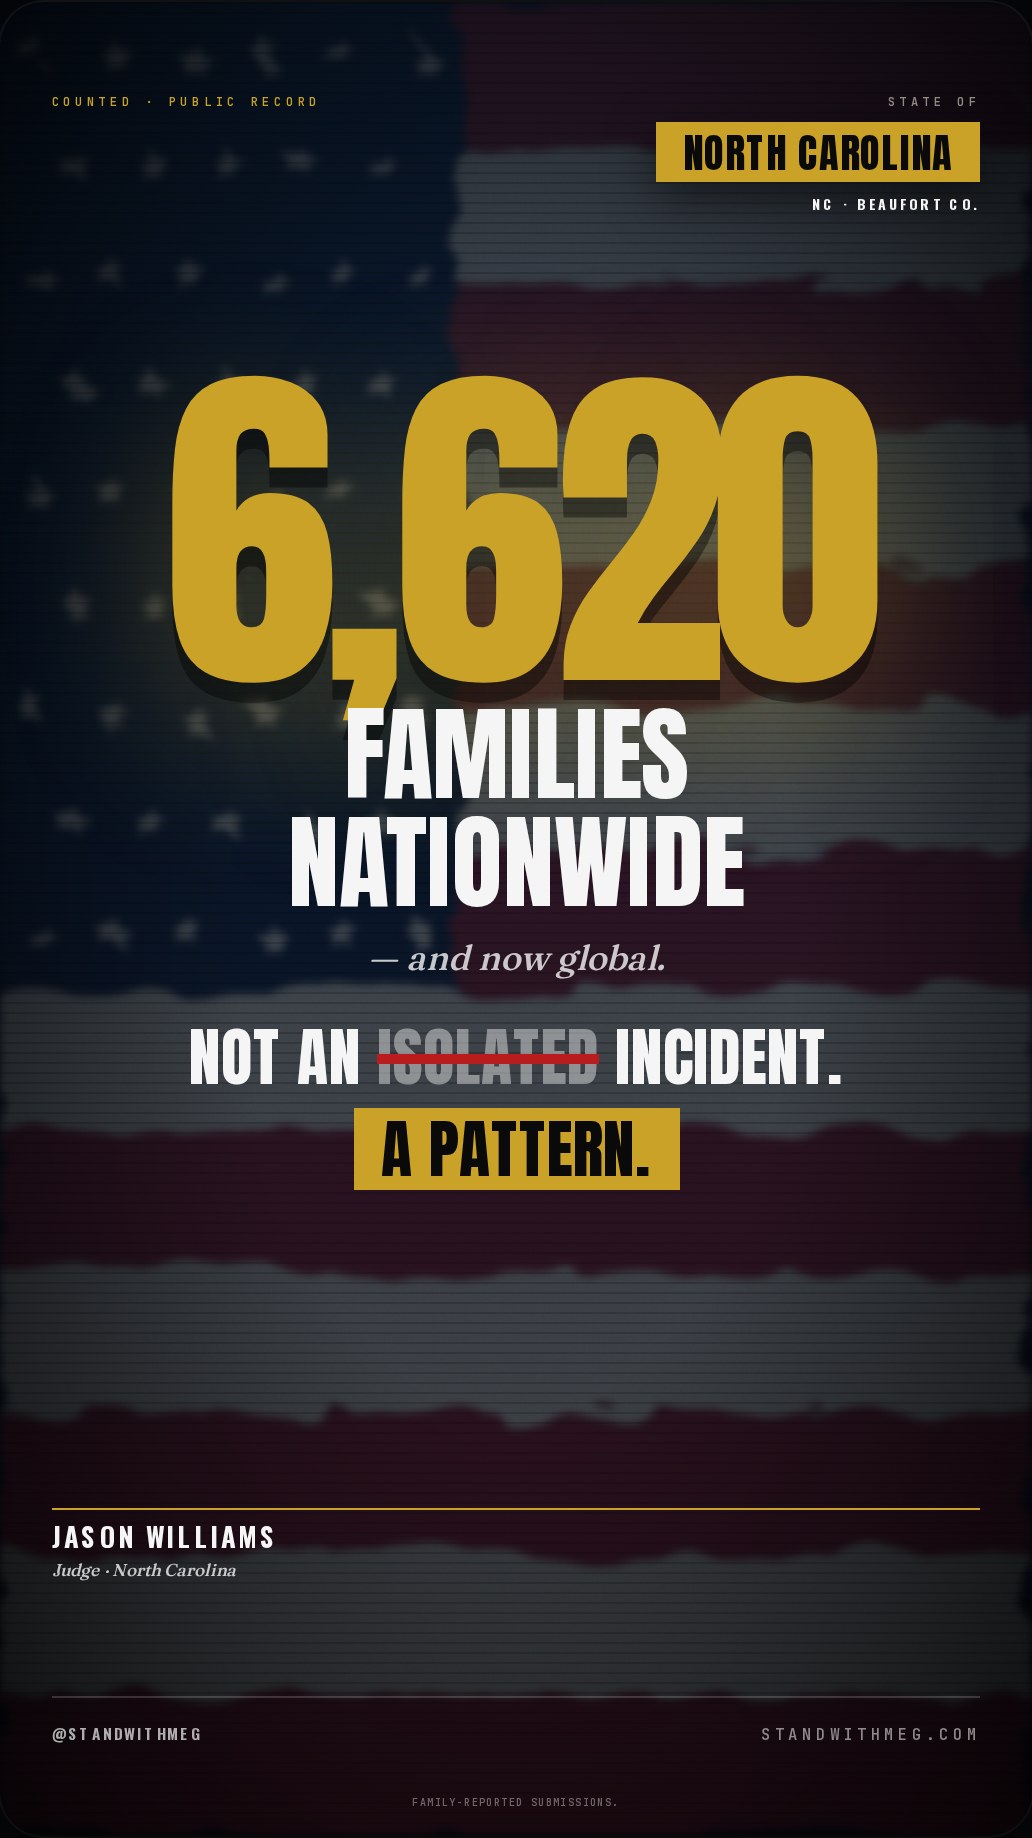 COUNTED · PUBLIC RECORD
STATE OF
NORTH CAROLINA
NC · BEAUFORT CO.
6,620
FAMILIES
NATIONWIDE
— and now global.
NOT AN ISOLATED INCIDENT.
A PATTERN.
JASON WILLIAMS
Judge · North Carolina
@STANDWITHMEG
STANDWITHMEG.COM
FAMILY-REPORTED SUBMISSIONS.